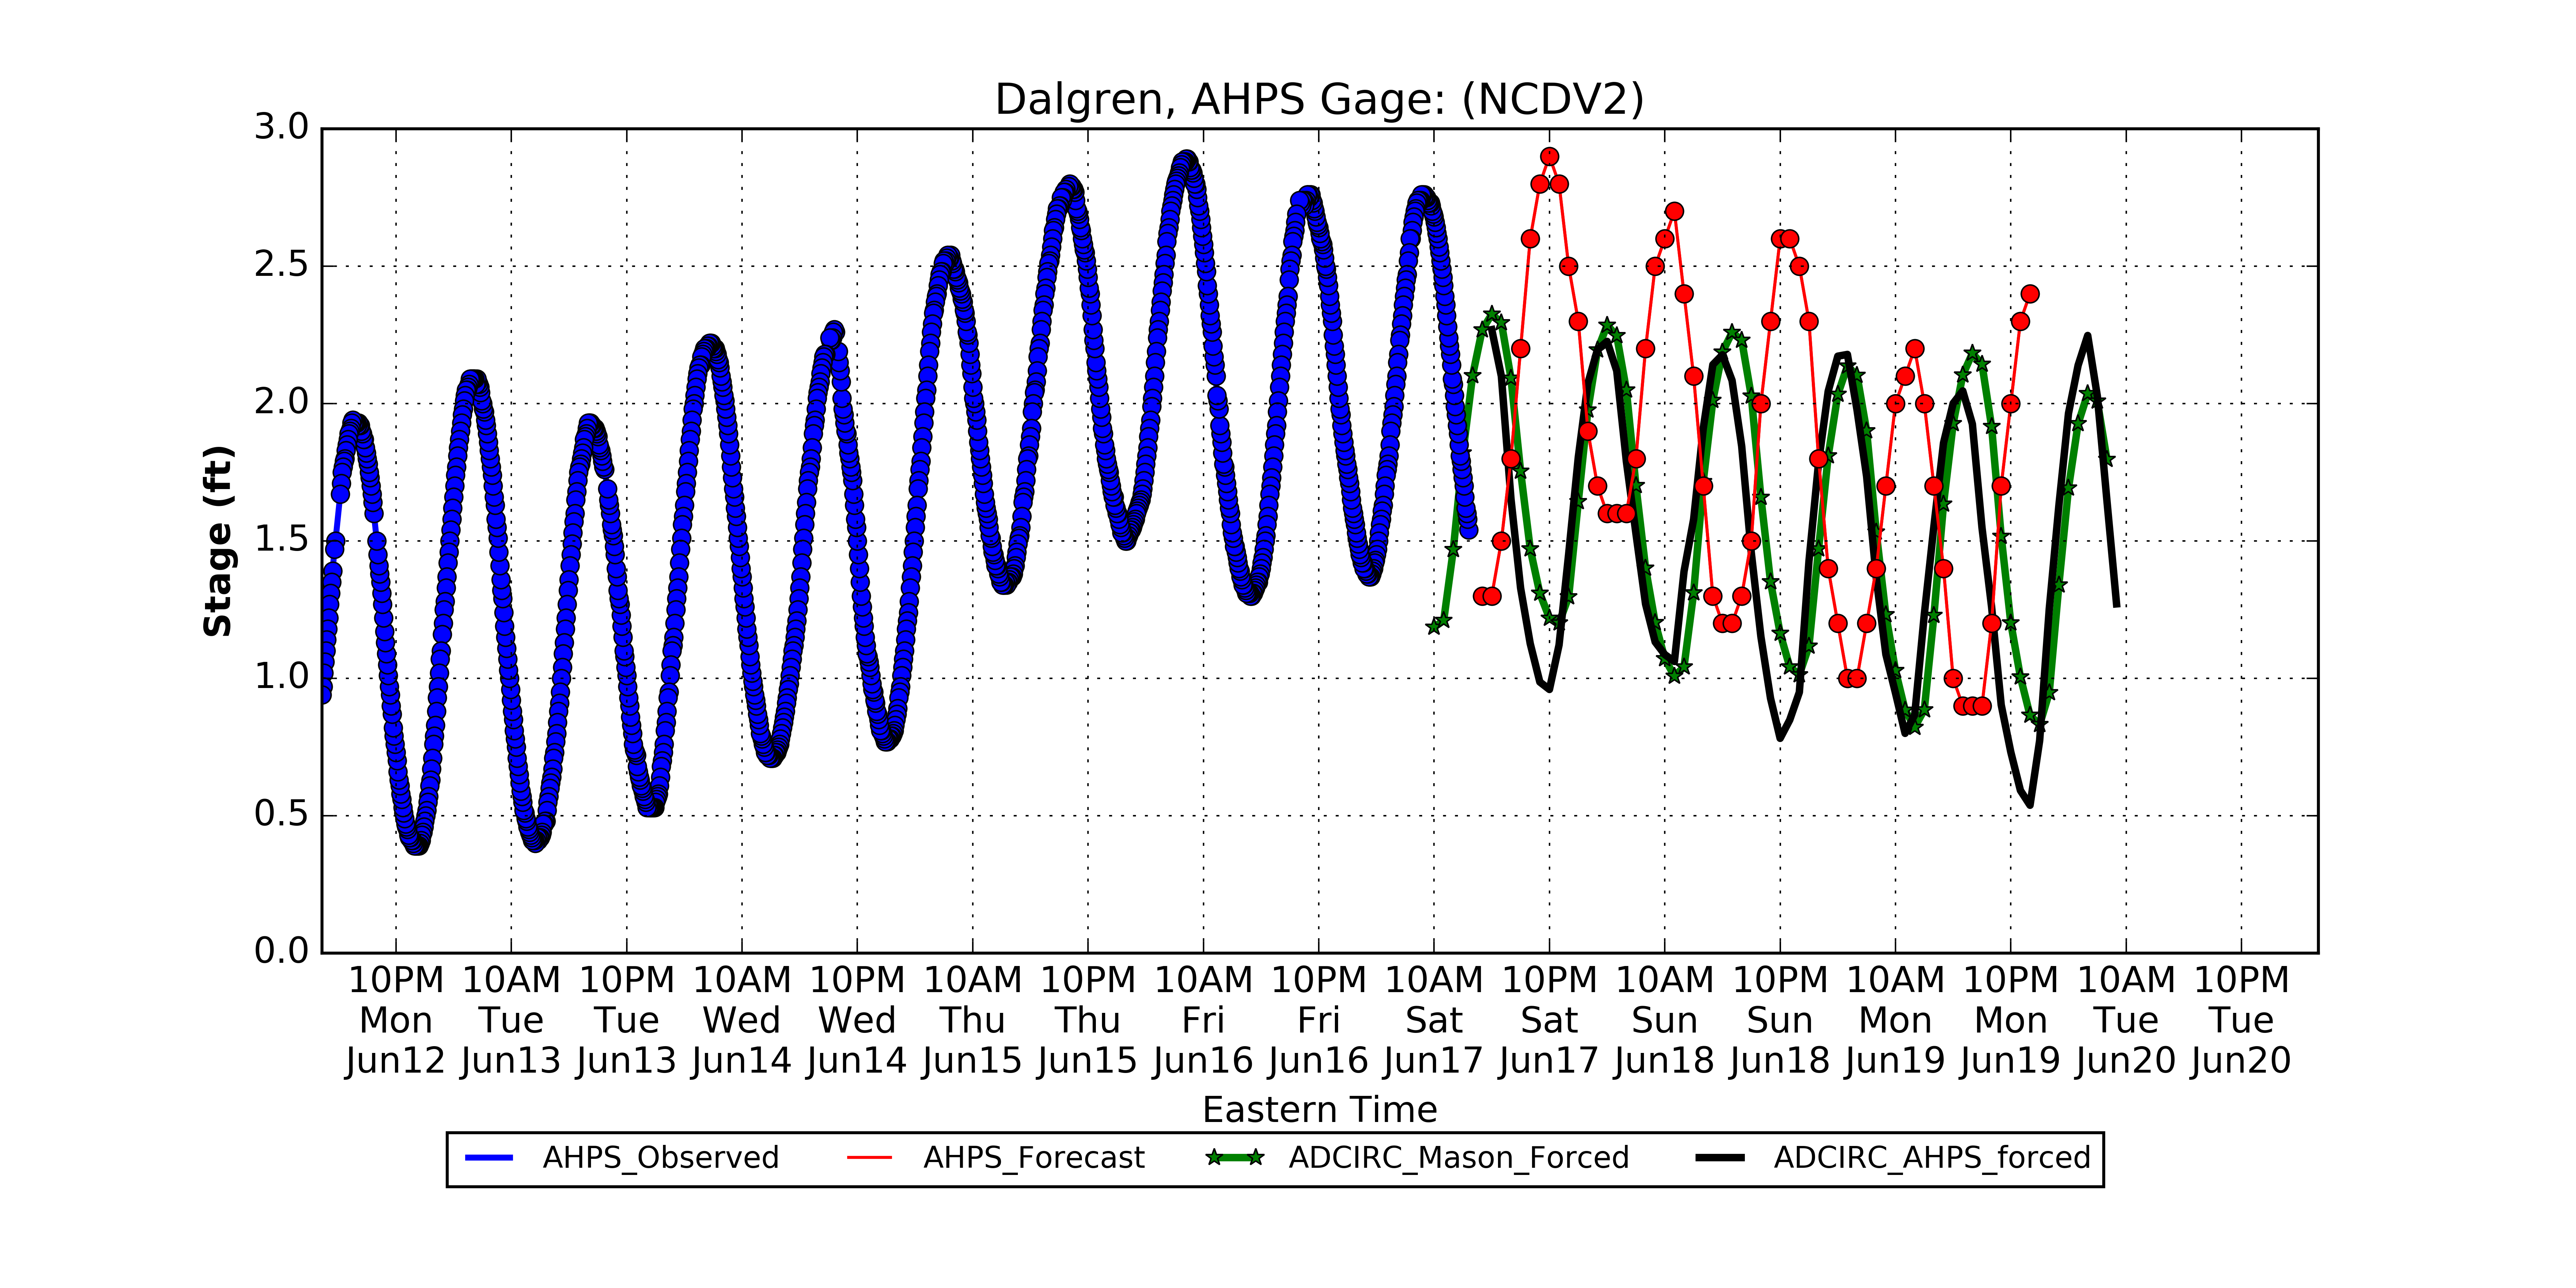 Dalgren, AHPS Gage: (NCDV2)
Stage (ft)
3.0
2.5
2.0
1.5
1.0
0.5
0.0
10PM 10AM 10PM 10AM 10PM 10AM 10PM 10AM 10PM 10AM 10PM 10AM 10PM 10AM 10PM 10AM 10PM
Mon Tue Tue Wed Wed Thu Thu Fri Fri Sat Sat Sun Sun Mon Mon Tue Tue
Jun12 Jun13 Jun13 Jun14 Jun14 Jun15 Jun15 Jun16 Jun16 Jun17 Jun17 Jun18 Jun18 Jun19 Jun19 Jun20 Jun20
Eastern Time
AHPS_Observed AHPS_Forecast ADCIRC_Mason_Forced ADCIRC_AHPS_forced